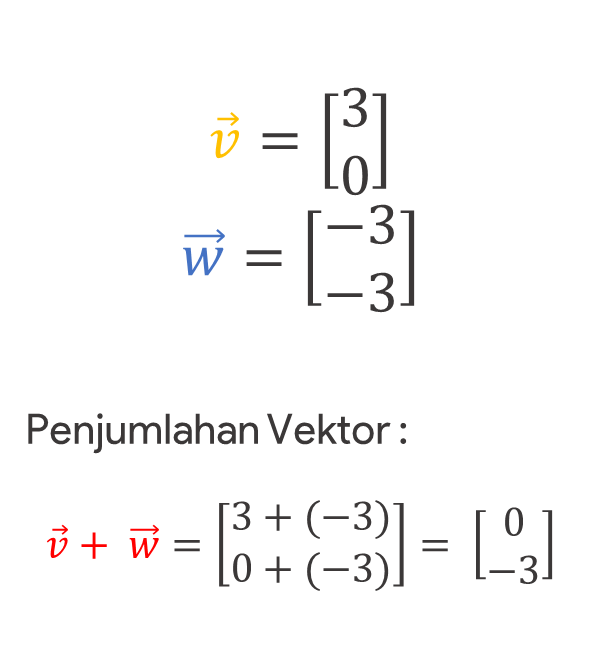 v⃗ = [3
0]
w⃗ = [−3
−3]
Penjumlahan Vektor :
v⃗ + w⃗ = [3 + (−3)
0 + (−3)] = [0
−3]